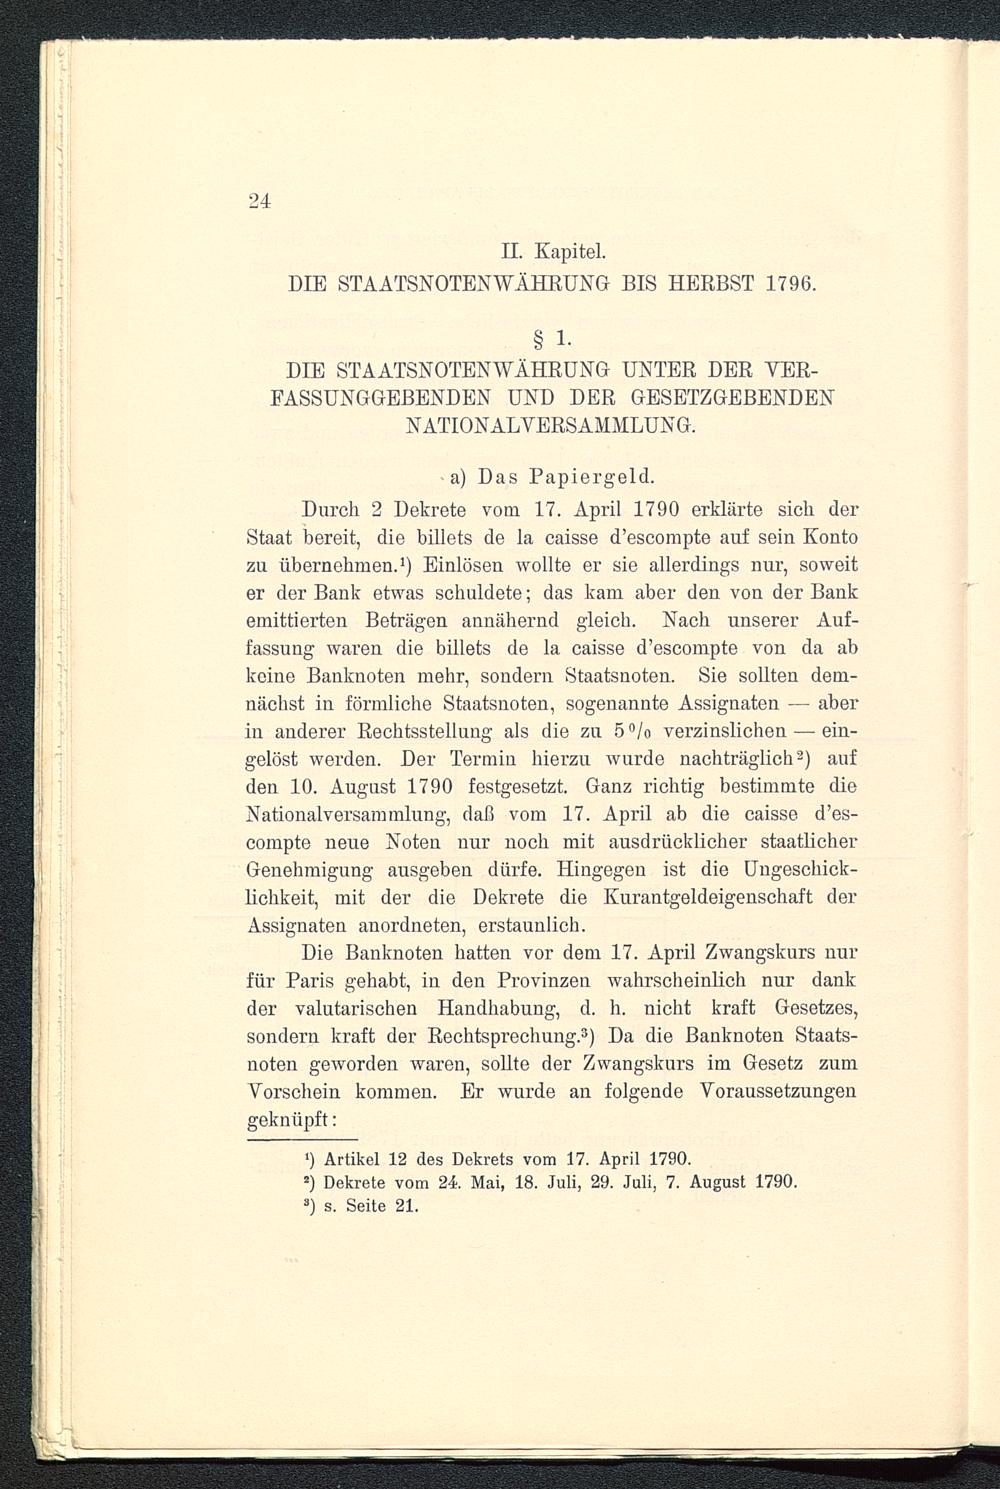 24
II. Kapitel.
DIE STAATSNOTENWÄHRUNG BIS HERBST 1796.
§ 1.
DIE STAATSNOTENWÄHRUNG UNTER DER VER-
FASSUNGGEBENDEN UND DER GESETZGEBENDEN
NATIONALVERSAMMLUNG.
a) Das Papiergeld.
Durch 2 Dekrete vom 17. April 1790 erklärte sich der
Staat bereit, die billets de la caisse d'escompte auf sein Konto
zu übernehmen.¹) Einlösen wollte er sie allerdings nur, soweit
er der Bank etwas schuldete; das kam aber den von der Bank
emittierten Beträgen annähernd gleich. Nach unserer Auf-
fassung waren die billets de la caisse d'escompte von da ab
keine Banknoten mehr, sondern Staatsnoten. Sie sollten dem-
nächst in förmliche Staatsnoten, sogenannte Assignaten — aber
in anderer Rechtsstellung als die zu 5 % verzinslichen — ein-
gelöst werden. Der Termin hierzu wurde nachträglich²) auf
den 10. August 1790 festgesetzt. Ganz richtig bestimmte die
Nationalversammlung, daß vom 17. April ab die caisse d'es-
compte neue Noten nur noch mit ausdrücklicher staatlicher
Genehmigung ausgeben dürfe. Hingegen ist die Ungeschick-
lichkeit, mit der die Dekrete die Kurantgeldeigenschaft der
Assignaten anordneten, erstaunlich.
Die Banknoten hatten vor dem 17. April Zwangskurs nur
für Paris gehabt, in den Provinzen wahrscheinlich nur dank
der valutarischen Handhabung, d. h. nicht kraft Gesetzes,
sondern kraft der Rechtsprechung.³) Da die Banknoten Staats-
noten geworden waren, sollte der Zwangskurs im Gesetz zum
Vorschein kommen. Er wurde an folgende Voraussetzungen
geknüpft:
¹) Artikel 12 des Dekrets vom 17. April 1790.
²) Dekrete vom 24. Mai, 18. Juli, 29. Juli, 7. August 1790.
³) s. Seite 21.